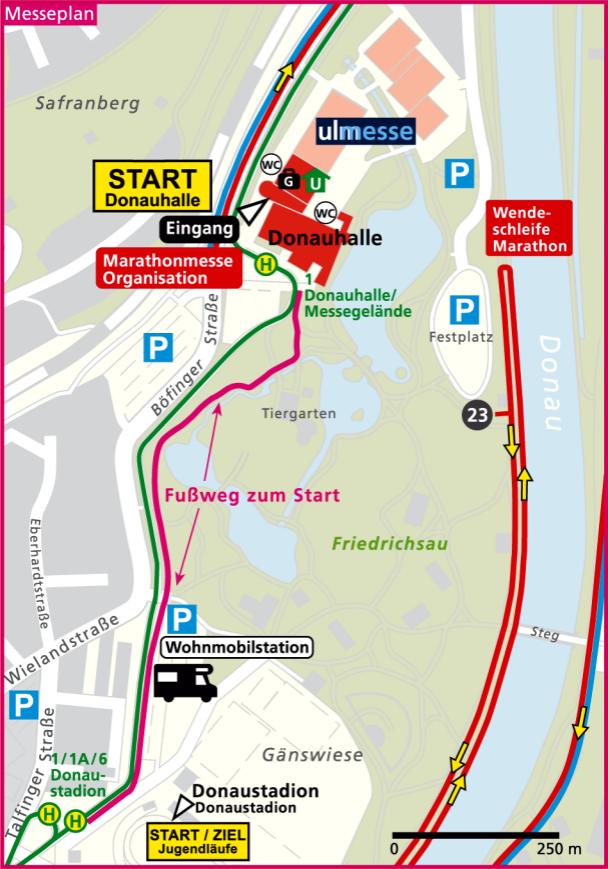 Messeplan
Safranberg
ulmesse
WC
START
Donauhalle
G
U
P
WC
Eingang
Donauhalle
Wende-
schleife
Marathon
Marathonmesse
Organisation
H
1
Donauhalle/
Messegelände
P
Festplatz
P
Böfinger Straße
Donau
Tiergarten
23
Fußweg zum Start
Friedrichsau
Eberhardtstraße
P
Steg
Wielandstraße
Wohnmobilstation
P
Talfinger Straße
Gänswiese
1/1A/6
Donau-
stadion
Donaustadion
Donaustadion
H
H
START / ZIEL
Jugendläufe
0
250 m